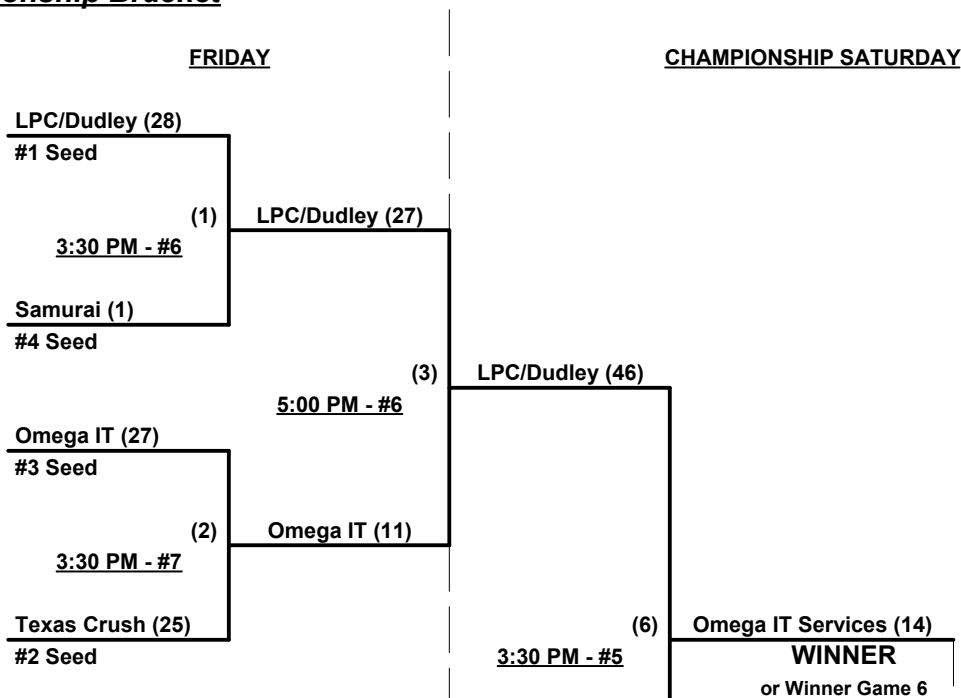 onship Bracket
FRIDAY
CHAMPIONSHIP SATURDAY
LPC/Dudley (28)
#1 Seed
(1)
LPC/Dudley (27)
3:30 PM - #6
Samurai (1)
#4 Seed
(3)
LPC/Dudley (46)
5:00 PM - #6
Omega IT (27)
#3 Seed
(2)
Omega IT (11)
3:30 PM - #7
Texas Crush (25)
#2 Seed
(6)
Omega IT Services (14)
3:30 PM - #5
WINNER
or Winner Game 6